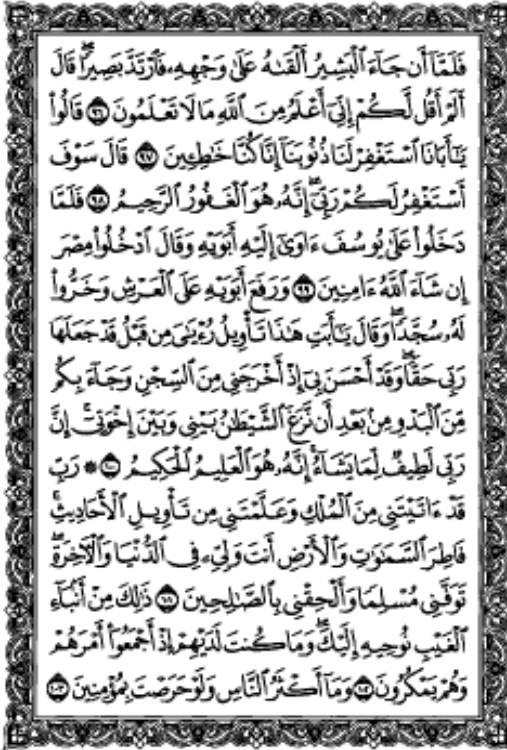 فَلَمَّآ أَن جَآءَ ٱلْبَشِيرُ أَلْقَىٰهُ عَلَىٰ وَجْهِهِۦ فَٱرْتَدَّ بَصِيرًاۖ قَالَ
أَلَمْ أَقُل لَّكُمْ إِنِّىٓ أَعْلَمُ مِنَ ٱللَّهِ مَا لَا تَعْلَمُونَ ٩٦ قَالُوا۟
يَـٰٓأَبَانَا ٱسْتَغْفِرْ لَنَا ذُنُوبَنَآ إِنَّا كُنَّا خَـٰطِـِٔينَ ٩٧ قَالَ سَوْفَ
أَسْتَغْفِرُ لَكُمْ رَبِّىٓۖ إِنَّهُۥ هُوَ ٱلْغَفُورُ ٱلرَّحِيمُ ٩٨ فَلَمَّا
دَخَلُوا۟ عَلَىٰ يُوسُفَ ءَاوَىٰٓ إِلَيْهِ أَبَوَيْهِ وَقَالَ ٱدْخُلُوا۟ مِصْرَ
إِن شَآءَ ٱللَّهُ ءَامِنِينَ ٩٩ وَرَفَعَ أَبَوَيْهِ عَلَى ٱلْعَرْشِ وَخَرُّوا۟
لَهُۥ سُجَّدًاۖ وَقَالَ يَـٰٓأَبَتِ هَـٰذَا تَأْوِيلُ رُءْيَـٰىَ مِن قَبْلُ قَدْ جَعَلَهَا
رَبِّى حَقًّاۖ وَقَدْ أَحْسَنَ بِىٓ إِذْ أَخْرَجَنِى مِنَ ٱلسِّجْنِ وَجَآءَ بِكُم
مِّنَ ٱلْبَدْوِ مِنۢ بَعْدِ أَن نَّزَغَ ٱلشَّيْطَـٰنُ بَيْنِى وَبَيْنَ إِخْوَتِىٓۚ إِنَّ
رَبِّى لَطِيفٌ لِّمَا يَشَآءُۚ إِنَّهُۥ هُوَ ٱلْعَلِيمُ ٱلْحَكِيمُ ١٠٠ ۞ رَبِّ
قَدْ ءَاتَيْتَنِى مِنَ ٱلْمُلْكِ وَعَلَّمْتَنِى مِن تَأْوِيلِ ٱلْأَحَادِيثِۚ
فَاطِرَ ٱلسَّمَـٰوَٰتِ وَٱلْأَرْضِ أَنتَ وَلِىِّۦ فِى ٱلدُّنْيَا وَٱلْـَٔاخِرَةِۖ
تَوَفَّنِى مُسْلِمًا وَأَلْحِقْنِى بِٱلصَّـٰلِحِينَ ١٠١ ذَٰلِكَ مِنْ أَنۢبَآءِ
ٱلْغَيْبِ نُوحِيهِ إِلَيْكَۖ وَمَا كُنتَ لَدَيْهِمْ إِذْ أَجْمَعُوٓا۟ أَمْرَهُمْ
وَهُمْ يَمْكُرُونَ ١٠٢ وَمَآ أَكْثَرُ ٱلنَّاسِ وَلَوْ حَرَصْتَ بِمُؤْمِنِينَ ١٠٣